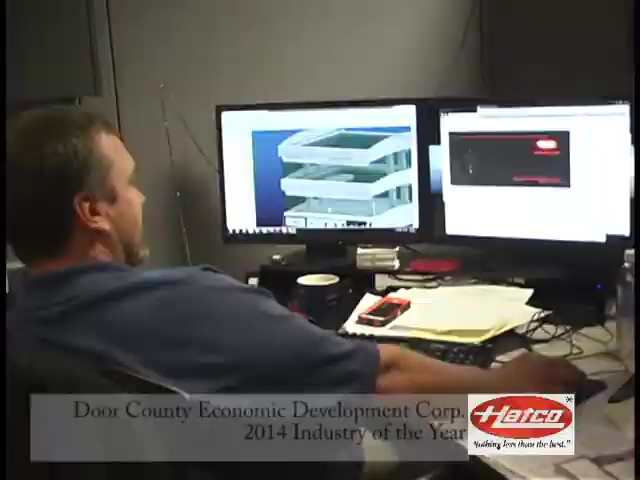 Door County Economic Development Corp.
2014 Industry of the Year
Hatco
"Nothing less than the best."